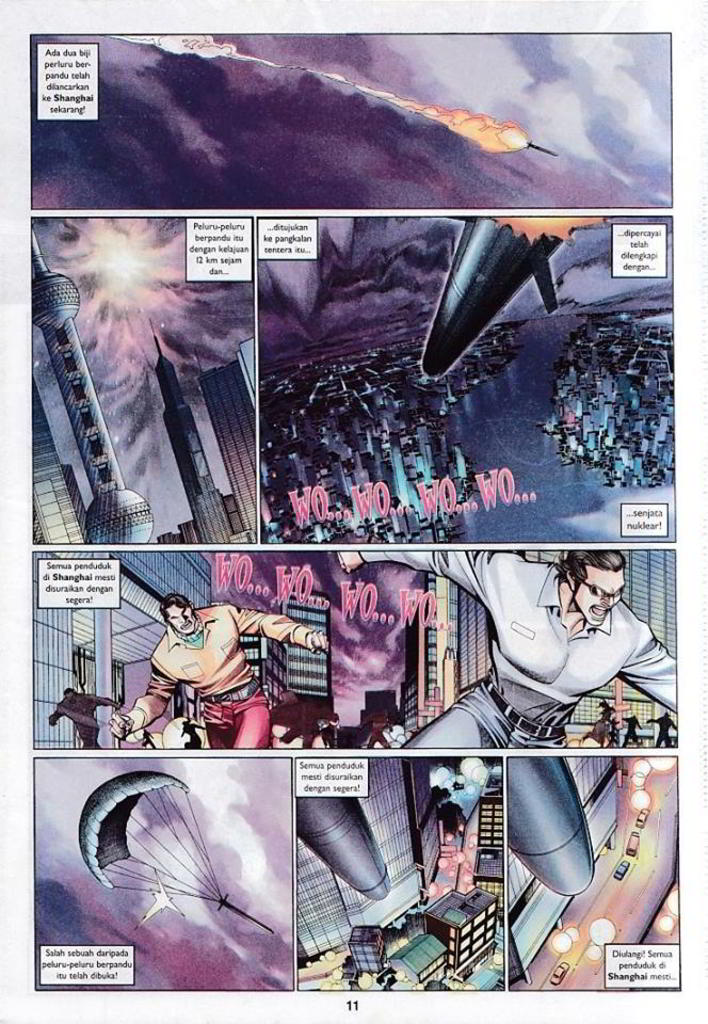 Ada dua biji
perluru ber-
pandu telah
dilancarkan
ke Shanghai
sekarang!
Peluru-peluru
berpandu itu
dengan kelajuan
12 km sejam
dan...
...ditujukan
ke pangkalan
tentera itu...
...dipercayai
telah
dilengkapi
dengan...
WO... WO... WO... WO...
...senjata
nuklear!
Semua penduduk
di Shanghai mesti
disuraikan dengan
segera!
WO... WO... WO... WO...
Salah sebuah daripada
peluru-peluru berpandu
itu telah dibuka!
Semua penduduk
mesti disuraikan
dengan segera!
Diulangi! Semua
penduduk di
Shanghai mesti...
11